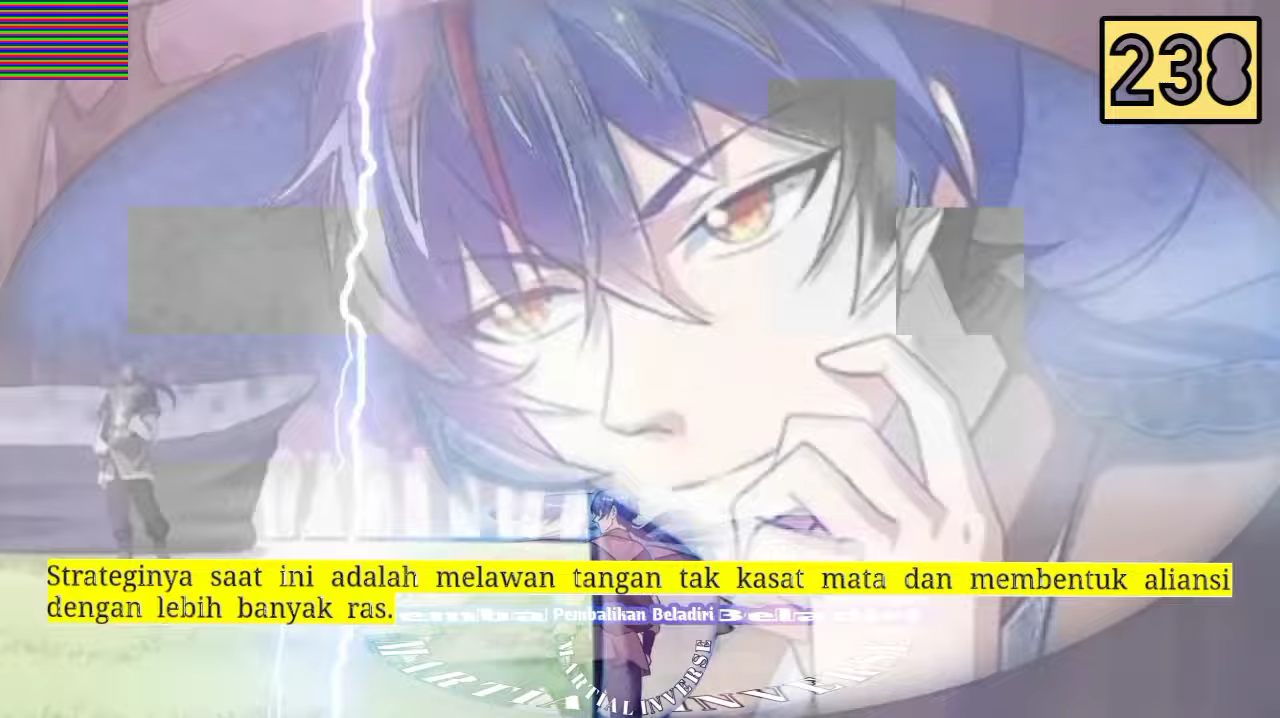 238
Strateginya saat ini adalah melawan tangan tak kasat mata dan membentuk aliansi
dengan lebih banyak ras.
Pembalikan Beladiri
MARTIAL INVERSE